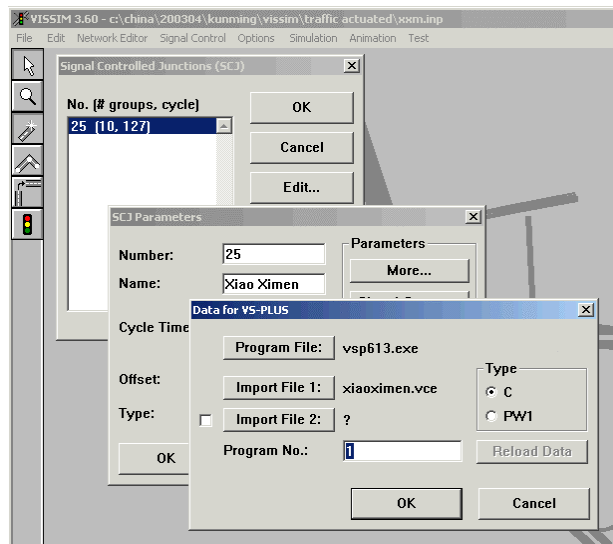 VISSIM 3.60 - c:\china\200304\kunming\vissim\traffic actuated\xxm.inp
File Edit Network Editor Signal Control Options Simulation Animation Test
Signal Controlled Junctions (SCJ)
No. (# groups, cycle)
OK
25 (10, 127)
Cancel
Edit...
SCJ Parameters
Number: 25
Parameters
More...
Name: Xiao Ximen
Data for VS-PLUS
Cycle Time
Program File: vsp613.exe
Type
Offset:
Import File 1: xiaoximen.vce
C
Type:
Import File 2: ?
PW1
Program No.: 1
Reload Data
OK
OK
Cancel